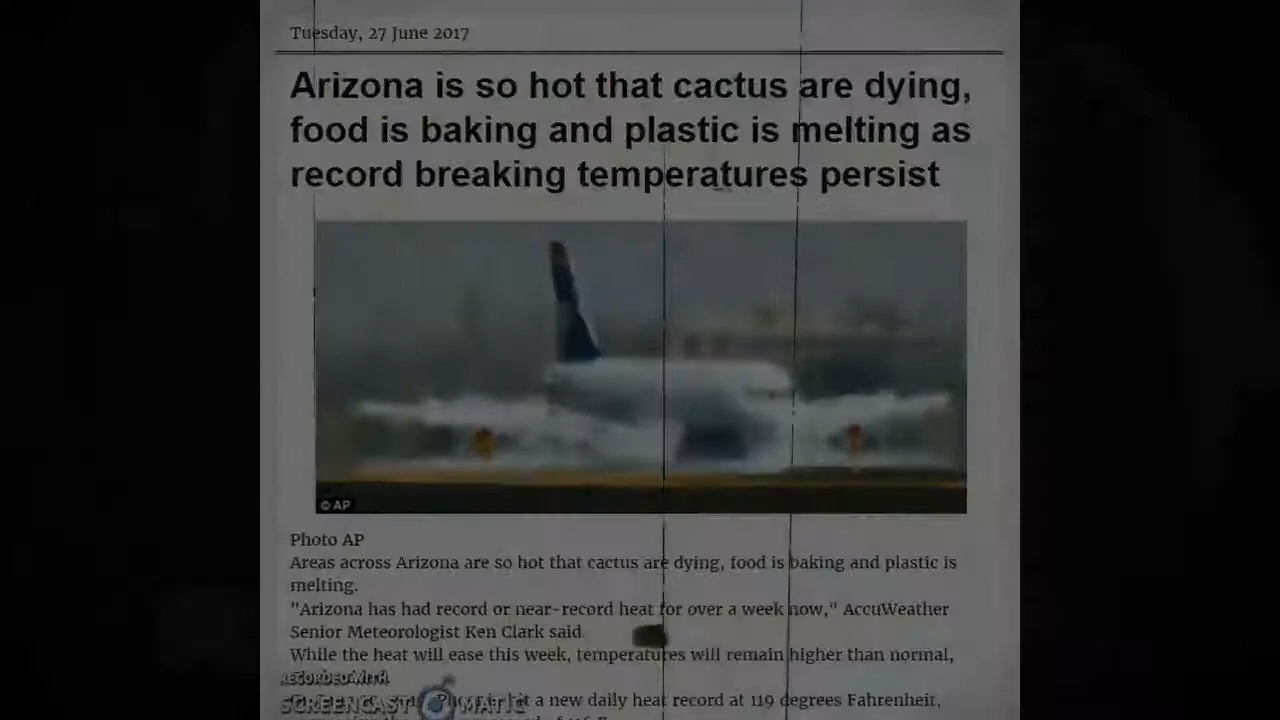 Tuesday, 27 June 2017
Arizona is so hot that cactus are dying,
food is baking and plastic is melting as
record breaking temperatures persist
© AP
Photo AP
Areas across Arizona are so hot that cactus are dying, food is baking and plastic is
melting.
"Arizona has had record or near-record heat for over a week now," AccuWeather
Senior Meteorologist Ken Clark said.
While the heat will ease this week, temperatures will remain higher than normal,
RECORDED WITH
a new daily heat record at 119 degrees Fahrenheit,
SCREENCAST MATIC